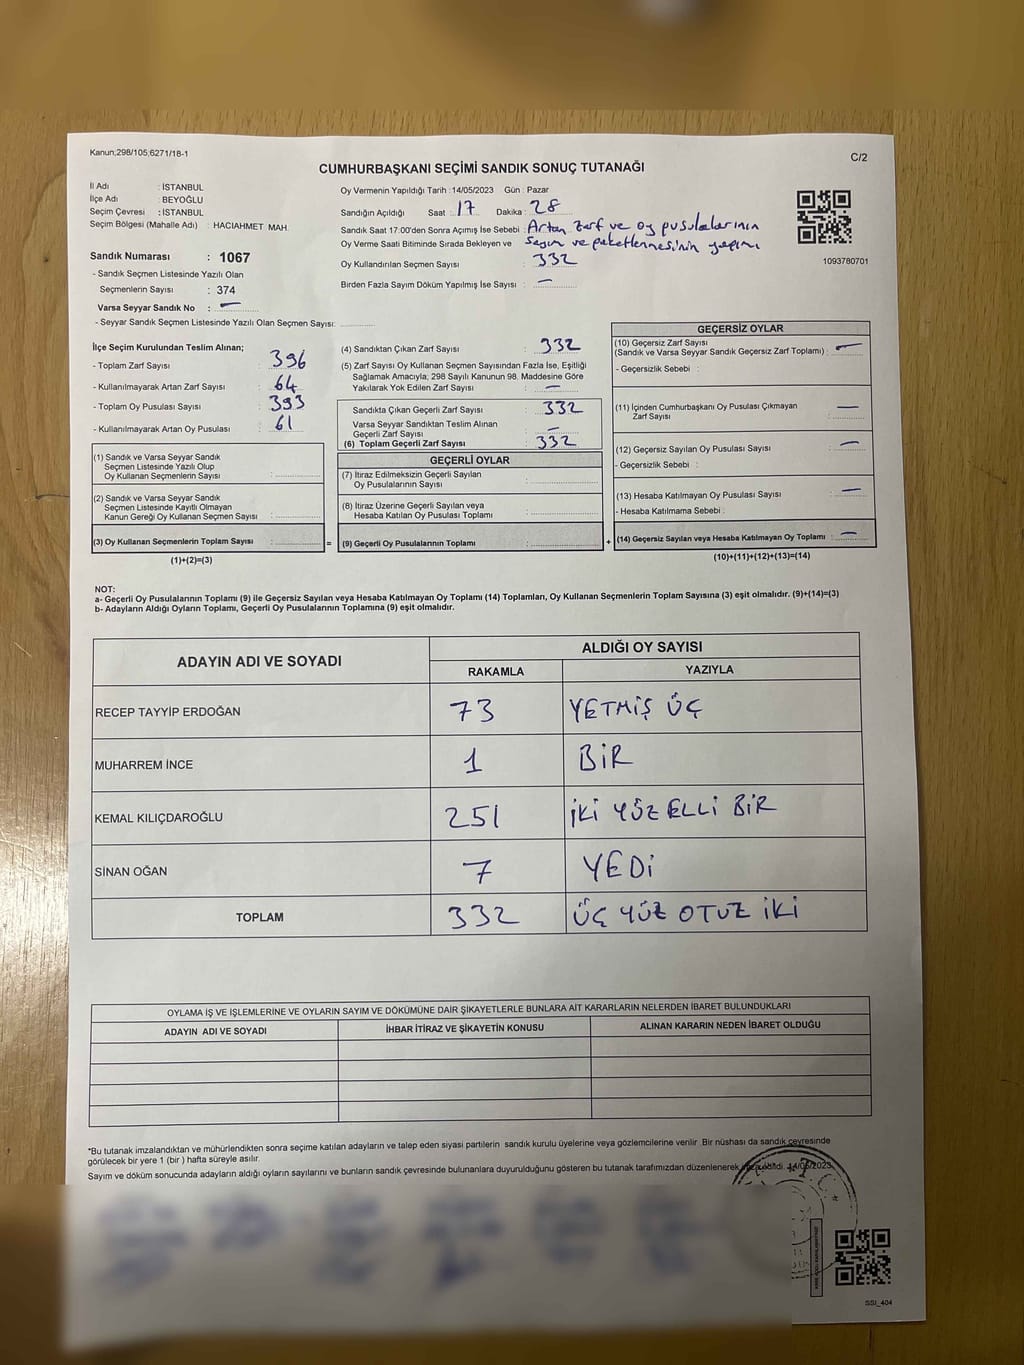 Kanun;298/105;6271/18-1
C/2
CUMHURBAŞKANI SEÇİMİ SANDIK SONUÇ TUTANAĞI
İl Adı : İSTANBUL
İlçe Adı : BEYOĞLU
Seçim Çevresi : İSTANBUL
Seçim Bölgesi (Mahalle Adı) : HACIAHMET MAH.
Sandık Numarası : 1067
- Sandık Seçmen Listesinde Yazılı Olan
Seçmenlerin Sayısı : 374
Varsa Seyyar Sandık No : —
- Seyyar Sandık Seçmen Listesinde Yazılı Olan Seçmen Sayısı:
Oy Vermenin Yapıldığı Tarih : 14/05/2023 Gün : Pazar
Sandığın Açıldığı Saat : 17 Dakika : 28
Sandık Saat 17:00'den Sonra Açımış İse Sebebi : Artan zarf ve oy pusulalarının
Oy Verme Saati Bitiminde Sırada Bekleyen ve sayım ve paketlenmesi'nin yapımı
Oy Kullandırılan Seçmen Sayısı : 332
Birden Fazla Sayım Döküm Yapılmış İse Sayısı : —
1093780701
İlçe Seçim Kurulundan Teslim Alınan;
- Toplam Zarf Sayısı : 396
- Kullanılmayarak Artan Zarf Sayısı : 64
- Toplam Oy Pusulası Sayısı : 393
- Kullanılmayarak Artan Oy Pusulası : 61
(1) Sandık ve Varsa Seyyar Sandık
Seçmen Listesinde Yazılı Olup
Oy Kullanan Seçmenlerin Sayısı :
(2) Sandık ve Varsa Seyyar Sandık
Seçmen Listesinde Kayıtlı Olmayan
Kanun Gereği Oy Kullanan Seçmen Sayısı :
(3) Oy Kullanan Seçmenlerin Toplam Sayısı :
(1)+(2)=(3)
(4) Sandıktan Çıkan Zarf Sayısı : 332
(5) Zarf Sayısı Oy Kullanan Seçmen Sayısından Fazla İse, Eşitliği
Sağlamak Amacıyla; 298 Sayılı Kanunun 98. Maddesine Göre
Yakılarak Yok Edilen Zarf Sayısı : —
Sandıkta Çıkan Geçerli Zarf Sayısı : 332
Varsa Seyyar Sandıktan Teslim Alınan
Geçerli Zarf Sayısı : —
(6) Toplam Geçerli Zarf Sayısı : 332
GEÇERLİ OYLAR
(7) İtiraz Edilmeksizin Geçerli Sayılan
Oy Pusulalarının Sayısı :
(8) İtiraz Üzerine Geçerli Sayılan veya
Hesaba Katılan Oy Pusulası Toplamı :
= (9) Geçerli Oy Pusulalarının Toplamı : +
GEÇERSİZ OYLAR
(10) Geçersiz Zarf Sayısı
(Sandık ve Varsa Seyyar Sandık Geçersiz Zarf Toplamı) : —
- Geçersizlik Sebebi :
(11) İçinden Cumhurbaşkanı Oy Pusulası Çıkmayan —
Zarf Sayısı :
(12) Geçersiz Sayılan Oy Pusulası Sayısı : —
- Geçersizlik Sebebi :
(13) Hesaba Katılmayan Oy Pusulası Sayısı : —
- Hesaba Katılmama Sebebi :
(14) Geçersiz Sayılan veya Hesaba Katılmayan Oy Toplamı : —
(10)+(11)+(12)+(13)=(14)
NOT:
a- Geçerli Oy Pusulalarının Toplamı (9) ile Geçersiz Sayılan veya Hesaba Katılmayan Oy Toplamı (14) Toplamları, Oy Kullanan Seçmenlerin Toplam Sayısına (3) eşit olmalıdır. (9)+(14)=(3)
b- Adayların Aldığı Oyların Toplamı, Geçerli Oy Pusulalarının Toplamına (9) eşit olmalıdır.
ADAYIN ADI VE SOYADI ALDIĞI OY SAYISI
RAKAMLA YAZIYLA
RECEP TAYYİP ERDOĞAN 73 YETMİŞ ÜÇ
MUHARREM İNCE 1 BİR
KEMAL KILIÇDAROĞLU 251 İKİ YÜZ ELLİ BİR
SİNAN OĞAN 7 YEDİ
TOPLAM 332 ÜÇ YÜZ OTUZ İKİ
OYLAMA İŞ VE İŞLEMLERİNE VE OYLARIN SAYIM VE DÖKÜMÜNE DAİR ŞİKAYETLERLE BUNLARA AİT KARARLARIN NELERDEN İBARET BULUNDUKLARI
ADAYIN ADI VE SOYADI İHBAR İTİRAZ VE ŞİKAYETİN KONUSU ALINAN KARARIN NEDEN İBARET OLDUĞU
*Bu tutanak imzalandıktan ve mühürlendikten sonra seçime katılan adayların ve talep eden siyasi partilerin sandık kurulu üyelerine veya gözlemcilerine verilir. Bir nüshası da sandık çevresinde
görülecek bir yere 1 (bir ) hafta süreyle asılır.
Sayım ve döküm sonucunda adayların aldığı oyların sayılarını ve bunların sandık çevresinde bulunanlara duyurulduğunu gösteren bu tutanak tarafımızdan düzenlenerek 14/05/2023
SSI_404